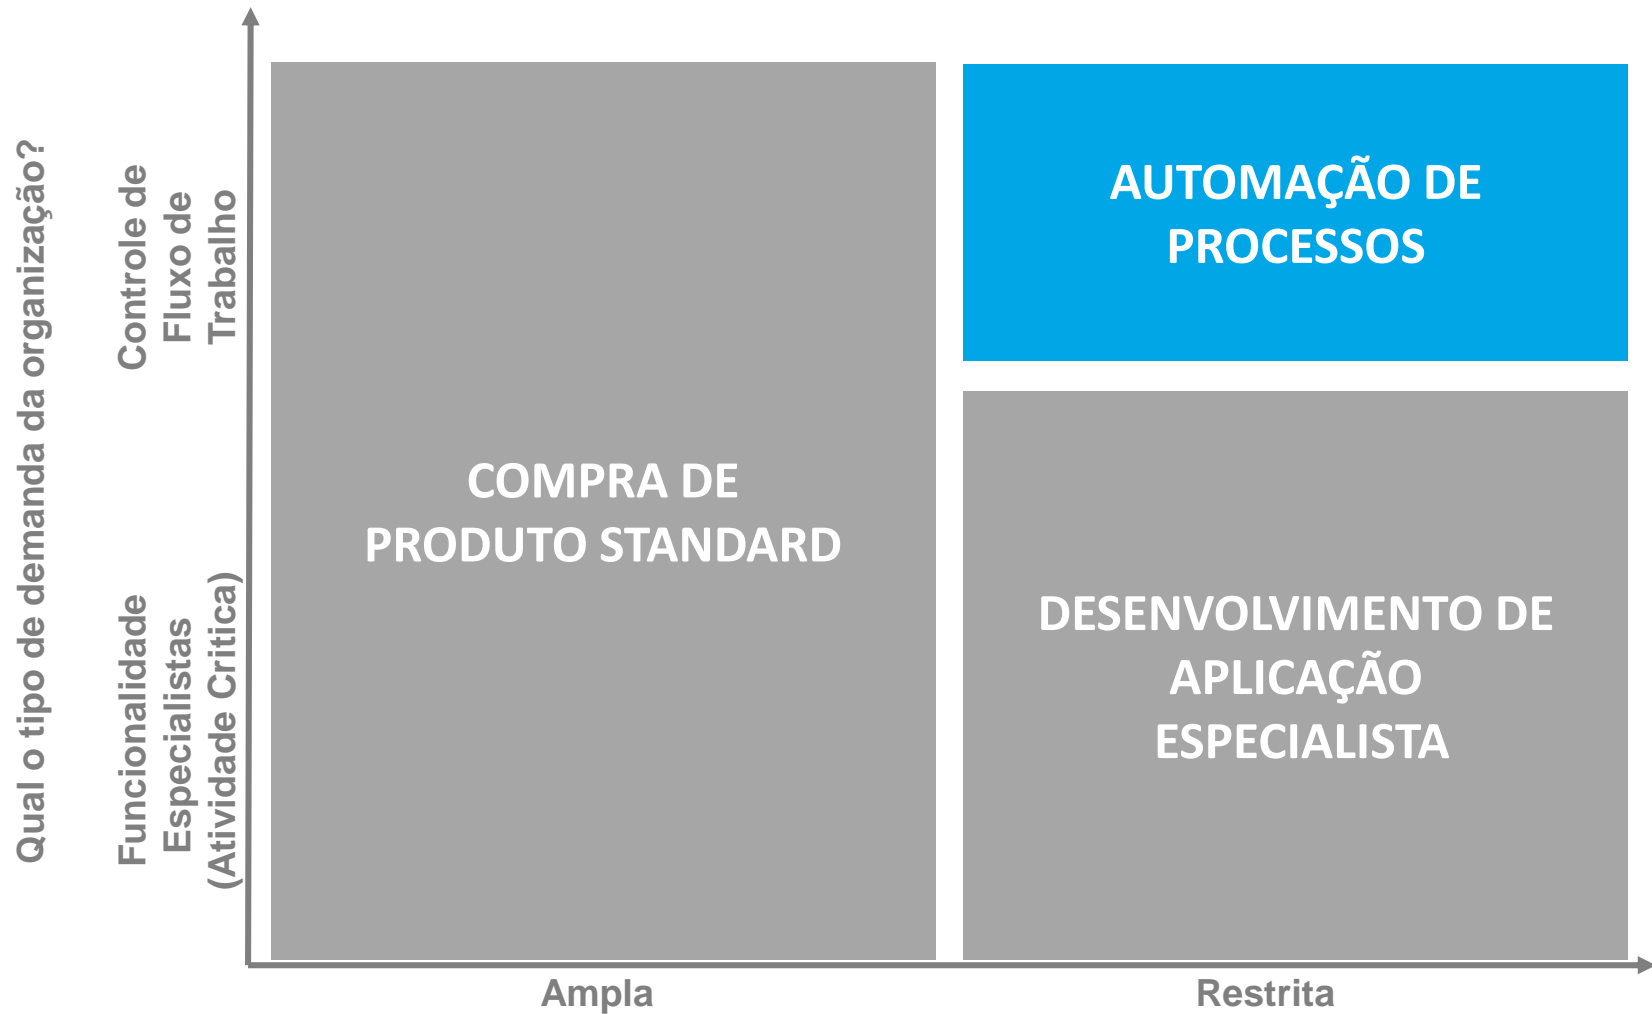 Qual o tipo de demanda da organização?
Controle de
Fluxo de
Trabalho
Funcionalidade
Especialistas
(Atividade Critica)
COMPRA DE
PRODUTO STANDARD
AUTOMAÇÃO DE
PROCESSOS
DESENVOLVIMENTO DE
APLICAÇÃO
ESPECIALISTA
Ampla
Restrita